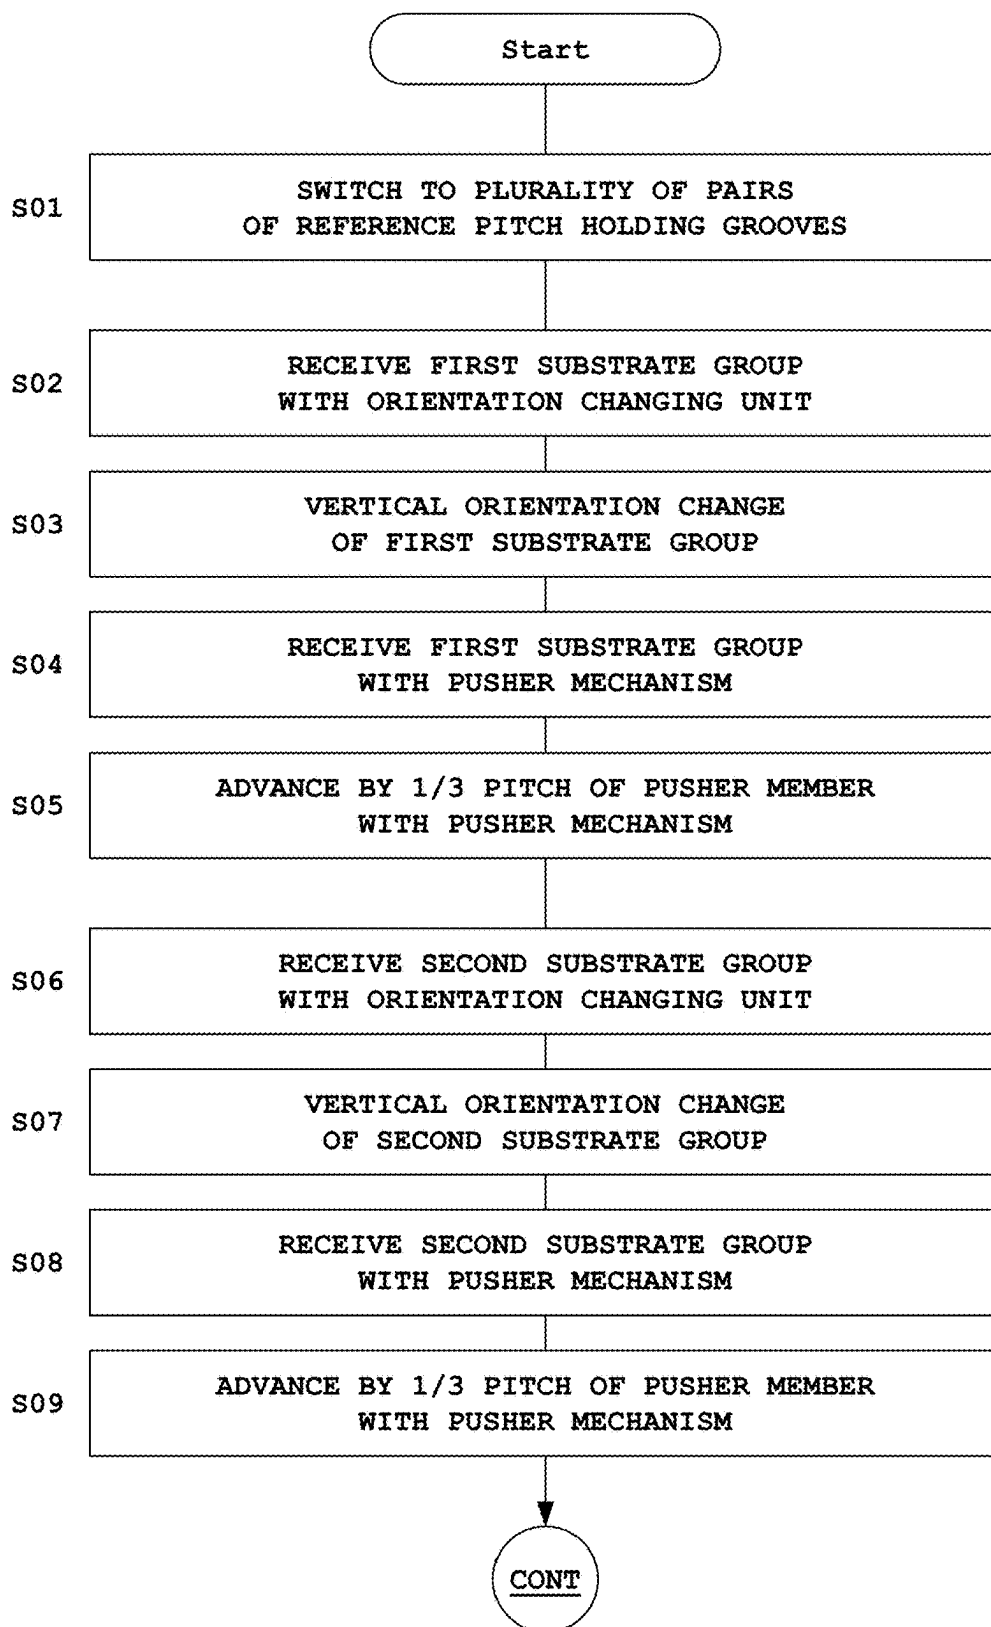 Start
S01
SWITCH TO PLURALITY OF PAIRS
OF REFERENCE PITCH HOLDING GROOVES
S02
RECEIVE FIRST SUBSTRATE GROUP
WITH ORIENTATION CHANGING UNIT
S03
VERTICAL ORIENTATION CHANGE
OF FIRST SUBSTRATE GROUP
S04
RECEIVE FIRST SUBSTRATE GROUP
WITH PUSHER MECHANISM
S05
ADVANCE BY 1/3 PITCH OF PUSHER MEMBER
WITH PUSHER MECHANISM
S06
RECEIVE SECOND SUBSTRATE GROUP
WITH ORIENTATION CHANGING UNIT
S07
VERTICAL ORIENTATION CHANGE
OF SECOND SUBSTRATE GROUP
S08
RECEIVE SECOND SUBSTRATE GROUP
WITH PUSHER MECHANISM
S09
ADVANCE BY 1/3 PITCH OF PUSHER MEMBER
WITH PUSHER MECHANISM
CONT